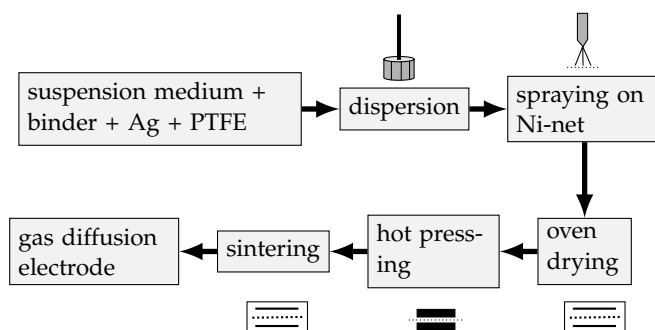 suspension medium +
binder + Ag + PTFE
dispersion
spraying on
Ni-net
oven
drying
hot press-
ing
sintering
gas diffusion
electrode